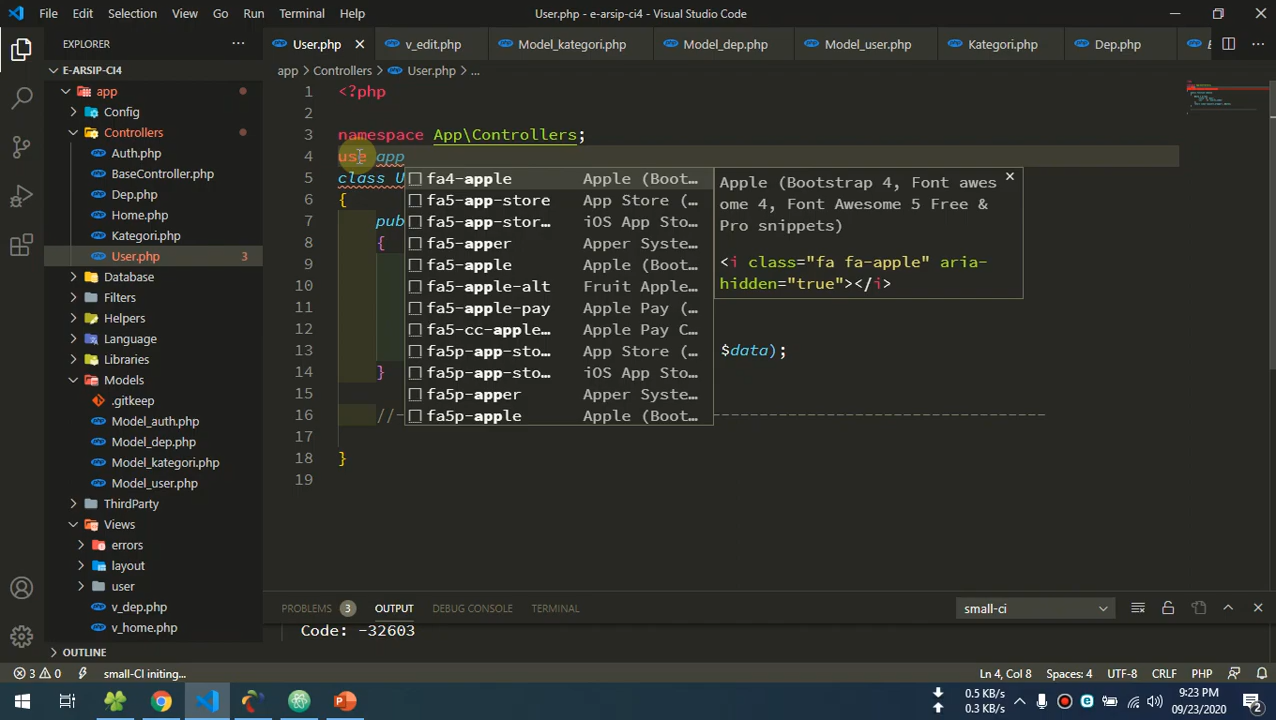 File Edit Selection View Go Run Terminal Help
User.php - e-arsip-ci4 - Visual Studio Code
EXPLORER
E-ARSIP-CI4
app
Config
Controllers
Auth.php
BaseController.php
Dep.php
Home.php
Kategori.php
User.php 3
Database
Filters
Helpers
Language
Libraries
Models
.gitkeep
Model_auth.php
Model_dep.php
Model_kategori.php
Model_user.php
ThirdParty
Views
errors
layout
user
v_dep.php
v_home.php
OUTLINE
User.php v_edit.php Model_kategori.php Model_dep.php Model_user.php Kategori.php Dep.php
app > Controllers > User.php > ...
1 <?php
2
3 namespace App\Controllers;
4 use app
5 class U
6 {
7 pub
8 {
9
10
11
12
13 $data);
14 }
15
16 //-
17
18 }
19
fa4-apple Apple (Boot…
fa5-app-store App Store (…
fa5-app-stor… iOS App Sto…
fa5-apper Apper Syste…
fa5-apple Apple (Boot…
fa5-apple-alt Fruit Apple…
fa5-apple-pay Apple Pay (…
fa5-cc-apple… Apple Pay C…
fa5p-app-sto… App Store (…
fa5p-app-sto… iOS App Sto…
fa5p-apper Apper Syste…
fa5p-apple Apple (Boot…
Apple (Bootstrap 4, Font awes
ome 4, Font Awesome 5 Free &
Pro snippets)
<i class="fa fa-apple" aria-
hidden="true"></i>
PROBLEMS 3 OUTPUT DEBUG CONSOLE TERMINAL
small-ci
Code: -32603
3 0 small-CI initing... Ln 4, Col 8 Spaces: 4 UTF-8 CRLF PHP
0.5 KB/s
0.3 KB/s
9:23 PM
09/23/2020
2